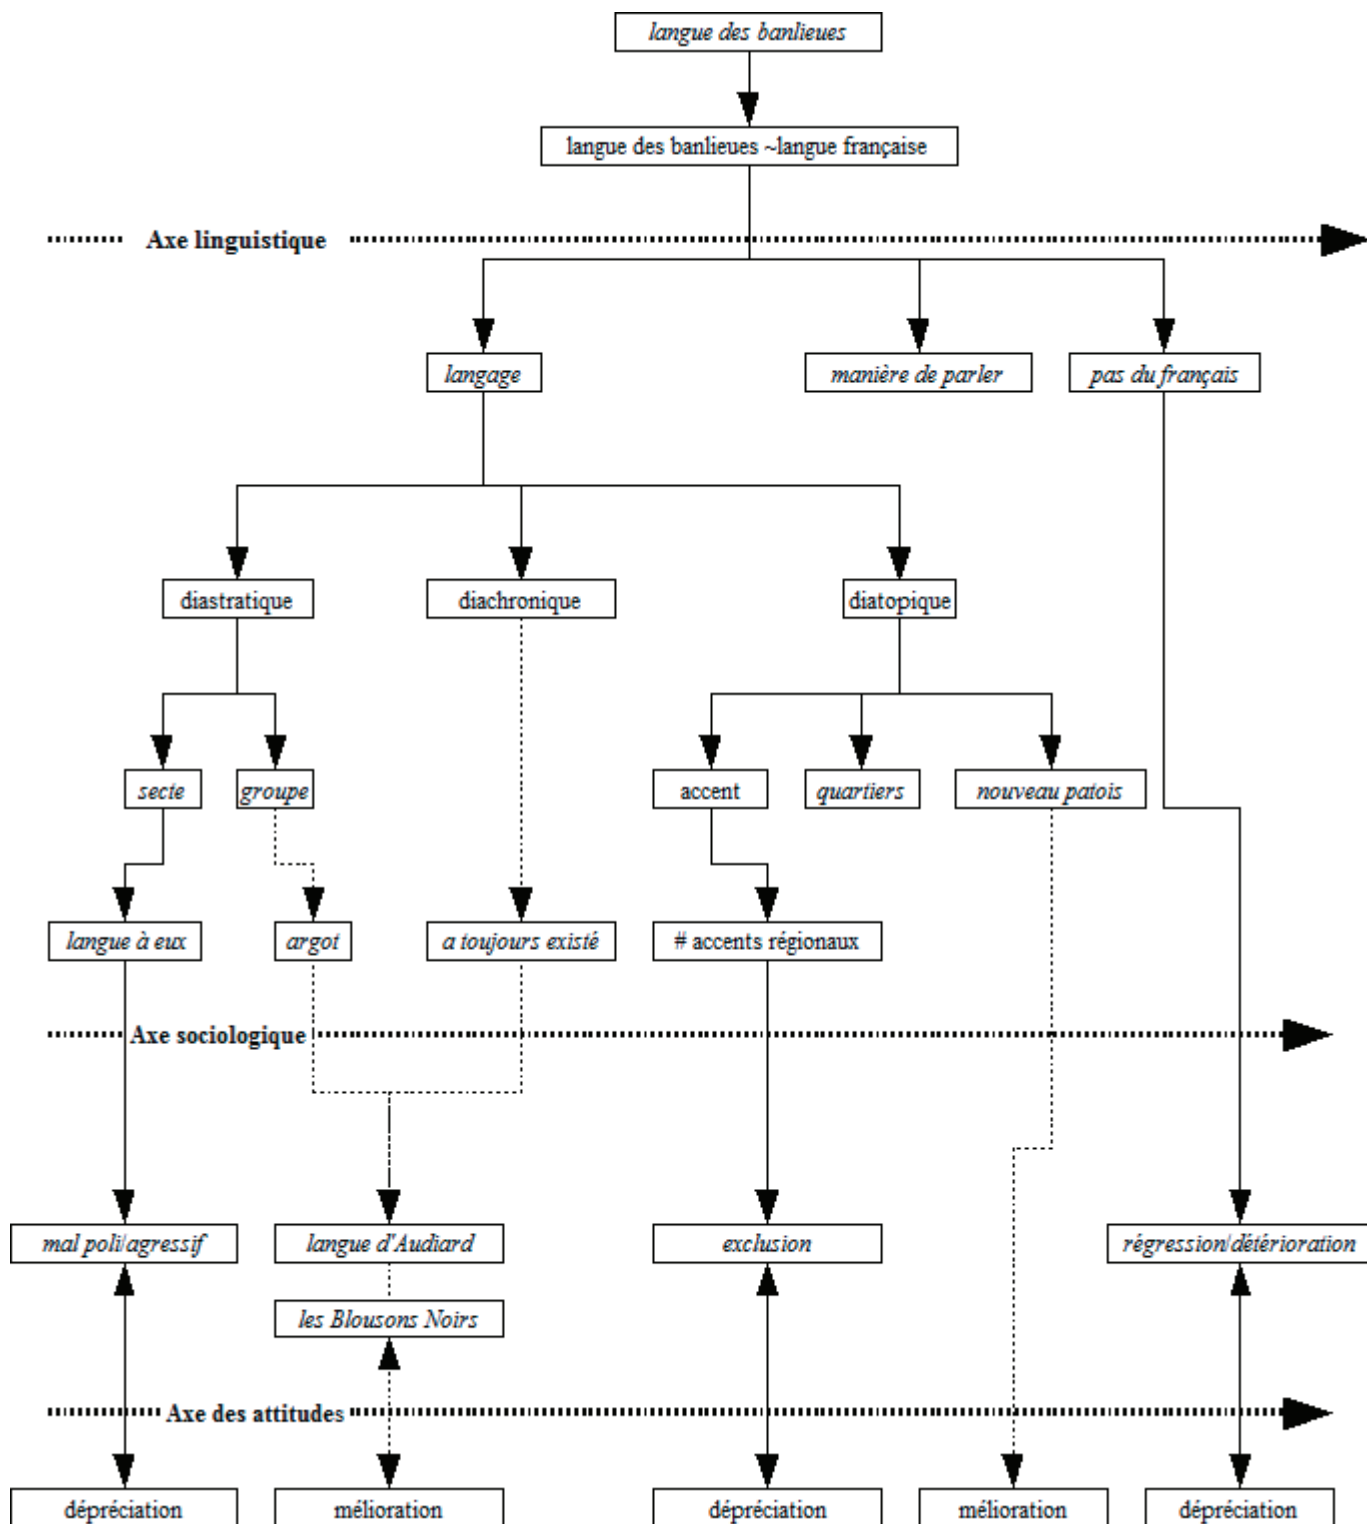 langue des banlieues
langue des banlieues ~langue française
Axe linguistique
langage
manière de parler
pas du français
diastratique
diachronique
diatopique
secte
groupe
accent
quartiers
nouveau patois
langue à eux
argot
a toujours existé
# accents régionaux
Axe sociologique
mal poli/agressif
langue d'Audiard
exclusion
régression/détérioration
les Blousons Noirs
Axe des attitudes
dépréciation
mélioration
dépréciation
mélioration
dépréciation